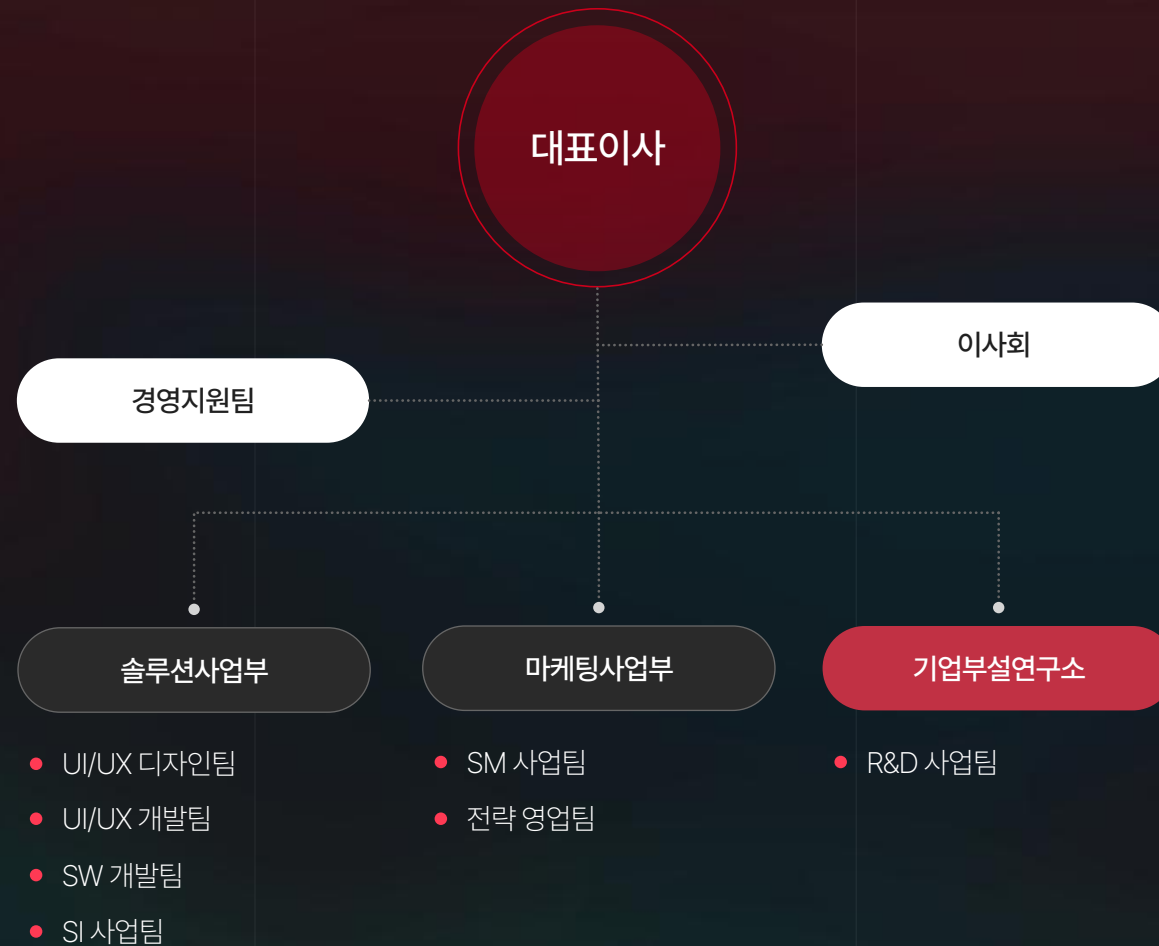 대표이사
이사회
경영지원팀
솔루션사업부
마케팅사업부
기업부설연구소
UI/UX 디자인팀
UI/UX 개발팀
SW 개발팀
SI 사업팀
SM 사업팀
전략 영업팀
R&D 사업팀